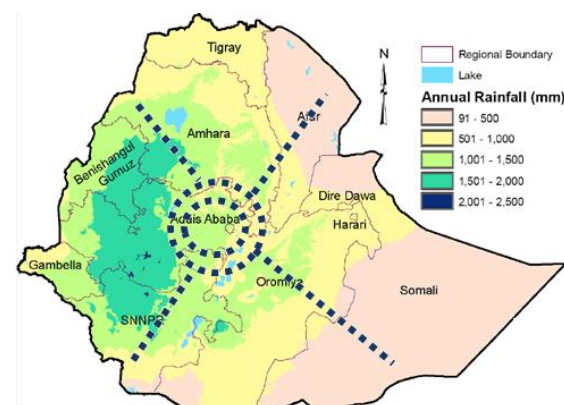 Tigray
N
Regional Boundary
Lake
Annual Rainfall (mm)
91 - 500
501 - 1,000
1,001 - 1,500
1,501 - 2,000
2,001 - 2,500
Afar
Amhara
Benishangul
Gumuz
Dire Dawa
Addis Ababa
Harari
Gambella
Oromiya
Somali
SNNPR